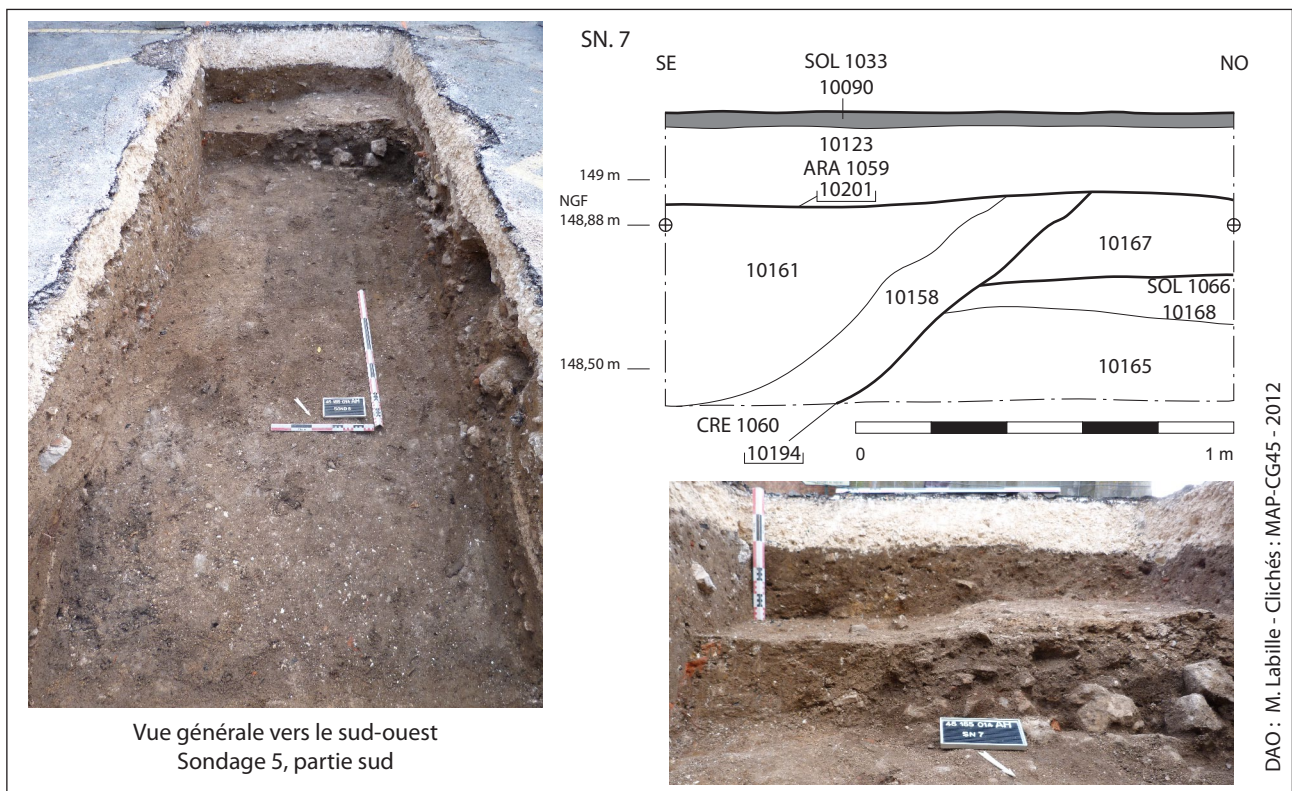 SN. 7
SE
NO
SOL 1033
10090
10123
149 m
ARA 1059
10201
NGF
148,88 m
10167
10161
SOL 1066
10158
10168
148,50 m
10165
CRE 1060
10194
0
1 m
SN 7
Vue générale vers le sud-ouest
Sondage 5, partie sud
DAO : M. Labille - Clichés : MAP-CG45 - 2012